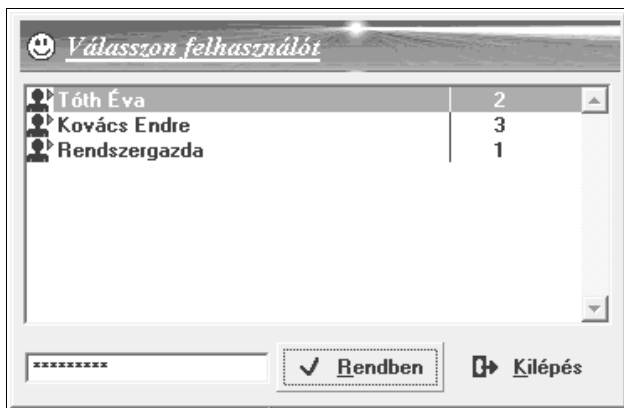 Válasszon felhasználót
Tóth Éva 2
Kovács Endre 3
Rendszergazda 1
********* Rendben Kilépés